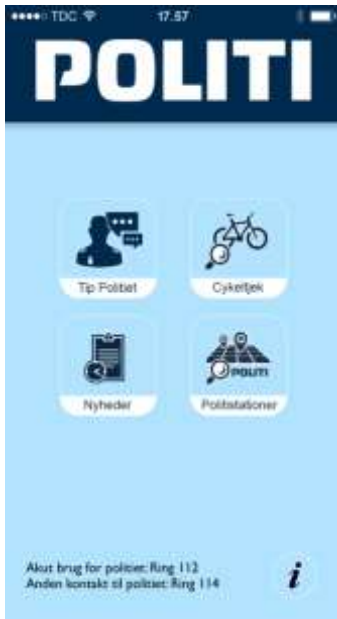 TDC 17.57
POLITI
Tip Politiet Cykeltjek
POLITI
Nyheder Politistationer
Akut brug for politiet: Ring 112
Anden kontakt til politiet: Ring 114
i